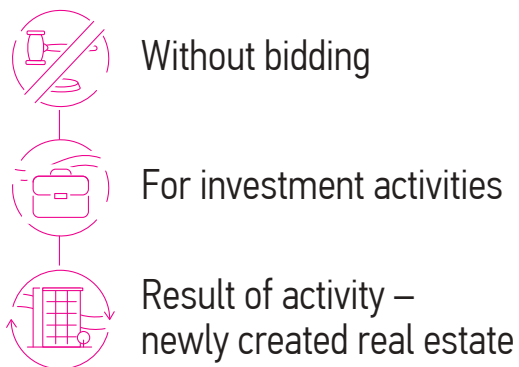 Without bidding
For investment activities
Result of activity –
newly created real estate